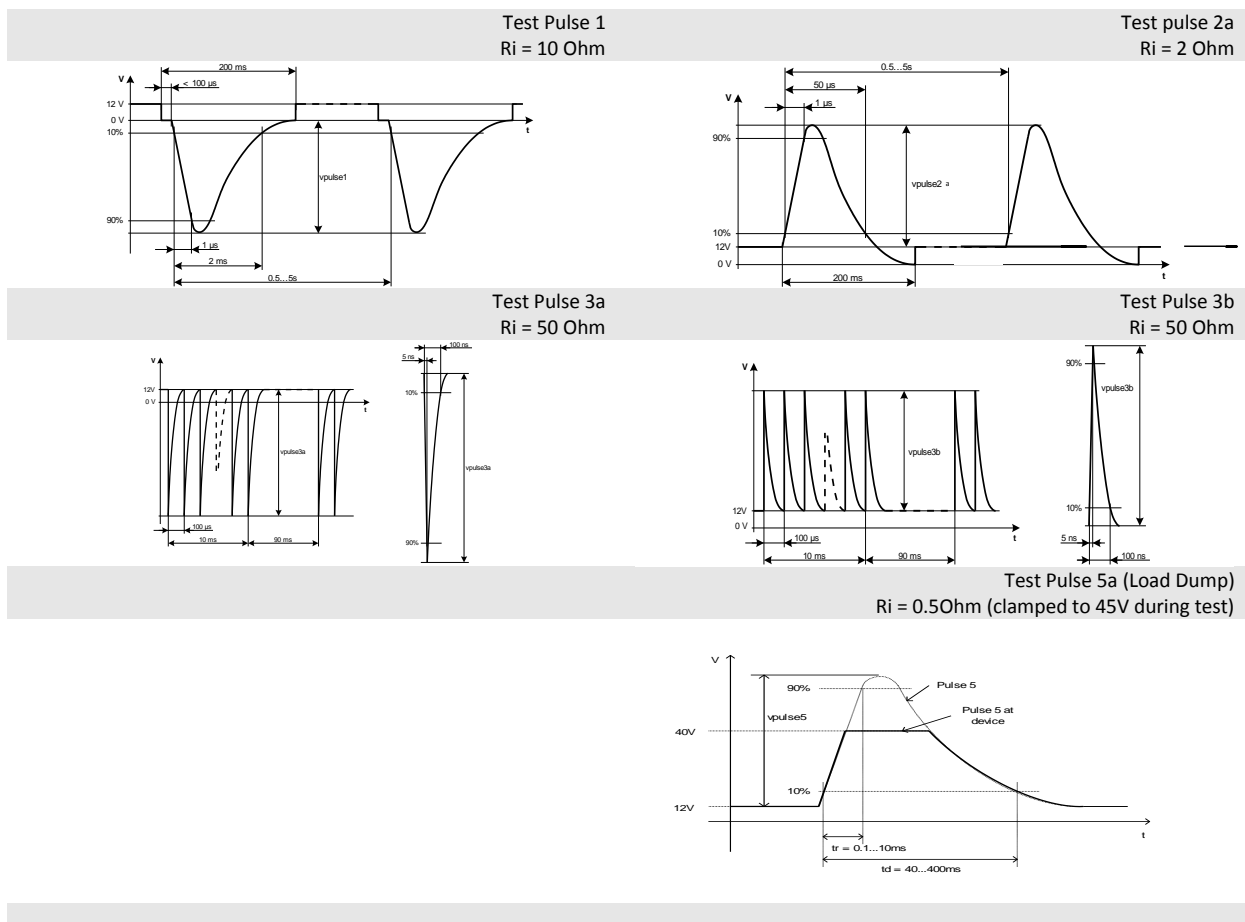 Test Pulse 1
Ri = 10 Ohm
Test pulse 2a
Ri = 2 Ohm
200 ms
< 100 µs
V
12 V
0 V
10%
t
vpulse1
90%
1 µs
2 ms
0.5...5s
0.5...5s
50 µs
1 µs
V
90%
vpulse2 a
10%
12V
0 V
t
200 ms
Test Pulse 3a
Ri = 50 Ohm
Test Pulse 3b
Ri = 50 Ohm
V
12V
0 V
t
vpulse3a
100 µs
10 ms
90 ms
100 ns
5 ns
10%
vpulse3a
90%
V
vpulse3b
12V
0 V
t
100 µs
10 ms
90 ms
90%
vpulse3b
10%
5 ns
100 ns
Test Pulse 5a (Load Dump)
Ri = 0.5Ohm (clamped to 45V during test)
V
90%
Pulse 5
vpulse5
Pulse 5 at
device
40V
10%
12V
t
tr = 0.1...10ms
td = 40...400ms